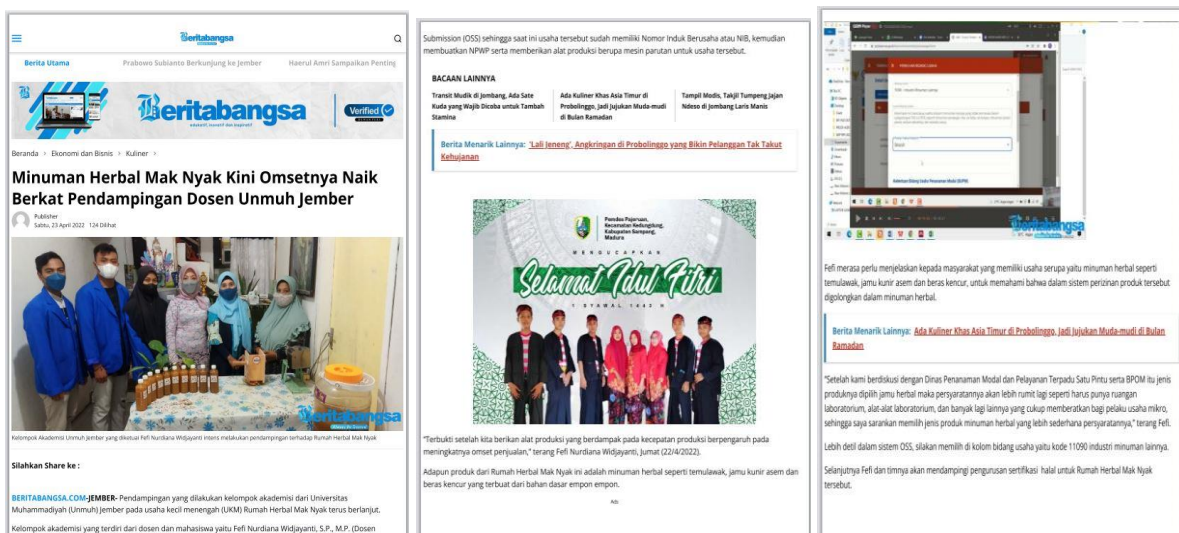 Beritabangsa
Berita Utama
Prabowo Subianto Berkunjung ke Jember
Haerul Amri Sampaikan Penting
Beritabangsa
Verified
Beranda > Ekonomi dan Bisnis > Kuliner >
Minuman Herbal Mak Nyak Kini Omsetnya Naik
Berkat Pendampingan Dosen Unmuh Jember
Publisher
Sabtu, 23 April 2022 124 Dilihat
Beritabangsa
Kelompok Akademisi Unmuh Jember yang diketuai Fefi Nurdiana Widjayanti intens melakukan pendampingan terhadap Rumah Herbal Mak Nyak
Silahkan Share ke :
BERITABANGSA.COM-JEMBER- Pendampingan yang dilakukan kelompok akademisi dari Universitas
Muhammadiyah (Unmuh) Jember pada usaha kecil menengah (UKM) Rumah Herbal Mak Nyak terus berlanjut.
Kelompok akademisi yang terdiri dari dosen dan mahasiswa yaitu Fefi Nurdiana Widjayanti, S.P., M.P. (Dosen
Submission (OSS) sehingga saat ini usaha tersebut sudah memiliki Nomor Induk Berusaha atau NIB, kemudian
membuatkan NPWP serta memberikan alat produksi berupa mesin parutan untuk usaha tersebut.
BACAAN LAINNYA
Transit Mudik di Jombang, Ada Sate
Kuda yang Wajib Dicoba untuk Tambah
Stamina
Ada Kuliner Khas Asia Timur di
Probolinggo, Jadi Jujukan Muda-mudi
di Bulan Ramadan
Tampil Modis, Takjil Tumpeng Jajan
Ndeso di Jombang Laris Manis
Berita Menarik Lainnya: 'Lali Jeneng', Angkringan di Probolinggo yang Bikin Pelanggan Tak Takut
Kehujanan
Pemdes Pajeruan,
Kecamatan Kedungdung,
Kabupaten Sampang,
Madura
MENGUCAPKAN
Selamat Idul Fitri
1 SYAWAL 1443 H
"Terbukti setelah kita berikan alat produksi yang berdampak pada kecepatan produksi berpengaruh pada
meningkatnya omset penjualan," terang Fefi Nurdiana Widjayanti, Jumat (22/4/2022).
Adapun produk dari Rumah Herbal Mak Nyak ini adalah minuman herbal seperti temulawak, jamu kunir asem dan
beras kencur yang terbuat dari bahan dasar empon empon.
Ads
Beritabangsa
Fefi merasa perlu menjelaskan kepada masyarakat yang memiliki usaha serupa yaitu minuman herbal seperti
temulawak, jamu kunir asem dan beras kencur, untuk memahami bahwa dalam sistem perizinan produk tersebut
digolongkan dalam minuman herbal.
Berita Menarik Lainnya: Ada Kuliner Khas Asia Timur di Probolinggo, Jadi Jujukan Muda-mudi di Bulan
Ramadan
"Setelah kami berdiskusi dengan Dinas Penanaman Modal dan Pelayanan Terpadu Satu Pintu serta BPOM itu jenis
produknya dipilih jamu herbal maka persyaratannya akan lebih rumit lagi seperti harus punya ruangan
laboratorium, alat-alat laboratorium, dan banyak lagi lainnya yang cukup memberatkan bagi pelaku usaha mikro,
sehingga saya sarankan memilih jenis produk minuman herbal yang lebih sederhana persyaratannya," terang Fefi.
Lebih detil dalam sistem OSS, silakan memilih di kolom bidang usaha yaitu kode 11090 industri minuman lainnya.
Selanjutnya Fefi dan timnya akan mendampingi pengurusan sertifikasi halal untuk Rumah Herbal Mak Nyak
tersebut.